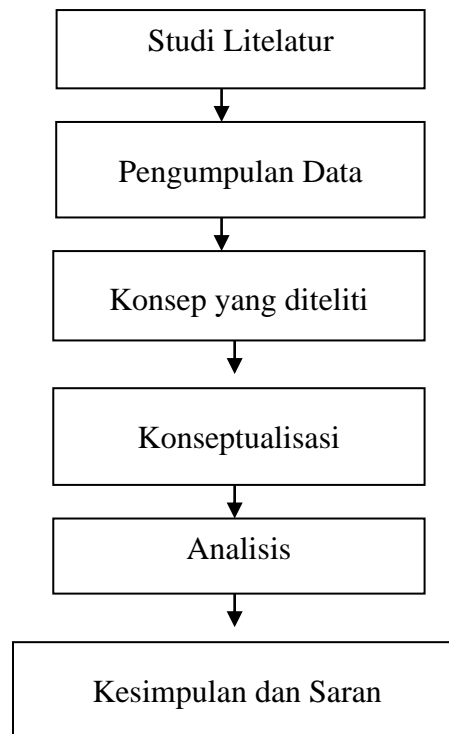 Studi Litelatur
Pengumpulan Data
Konsep yang diteliti
Konseptualisasi
Analisis
Kesimpulan dan Saran